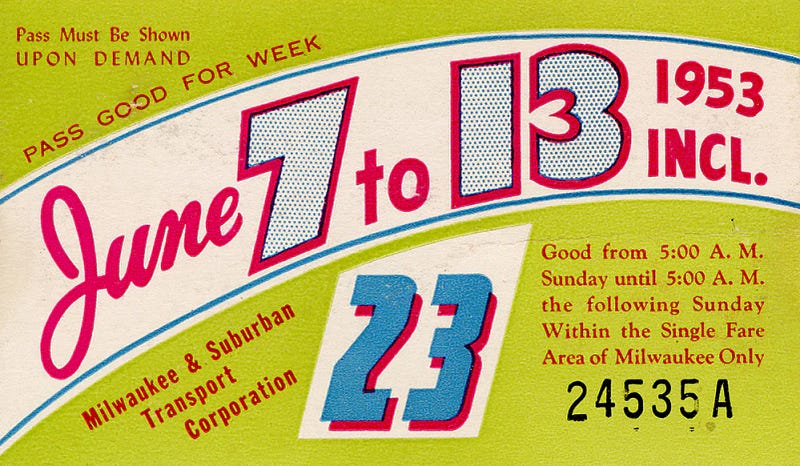 Pass Must Be Shown
UPON DEMAND
PASS GOOD FOR WEEK
June 7 to 13 1953
INCL.
23
Milwaukee & Suburban
Transport
Corporation
Good from 5:00 A. M.
Sunday until 5:00 A. M.
the following Sunday
Within the Single Fare
Area of Milwaukee Only
24535A